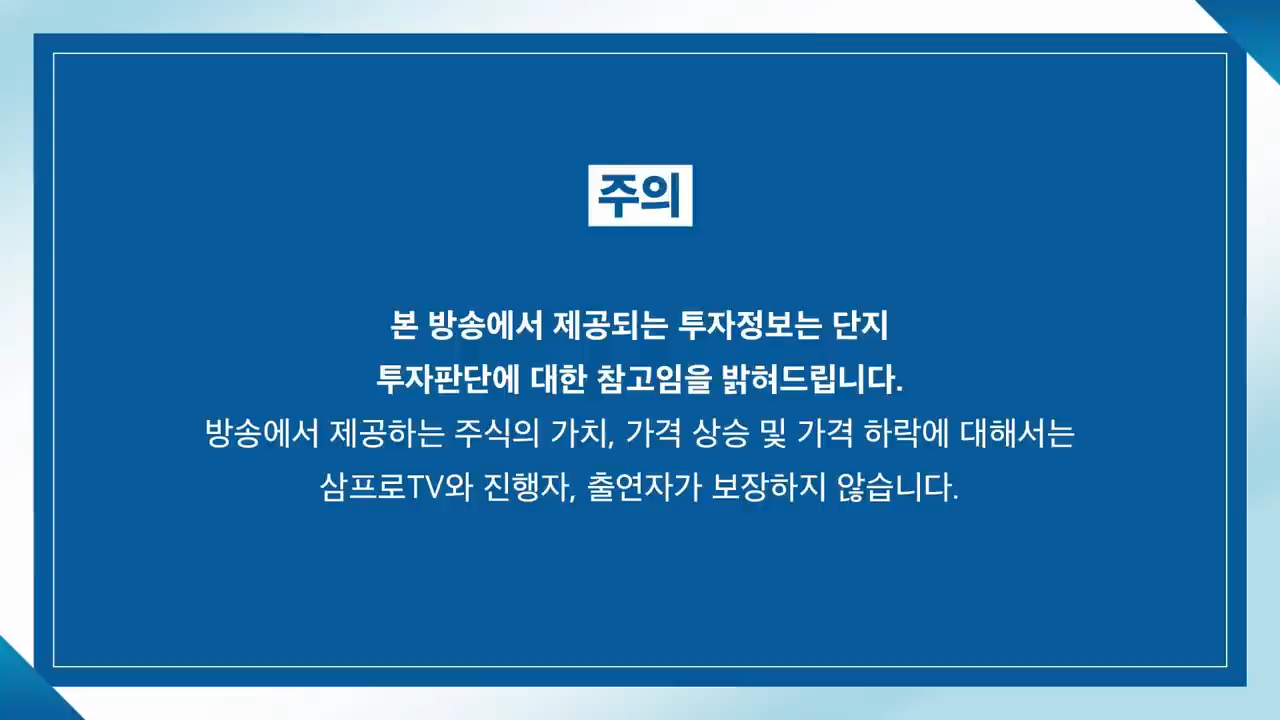 주의
본 방송에서 제공되는 투자정보는 단지
투자판단에 대한 참고임을 밝혀드립니다.
방송에서 제공하는 주식의 가치, 가격 상승 및 가격 하락에 대해서는
삼프로TV와 진행자, 출연자가 보장하지 않습니다.